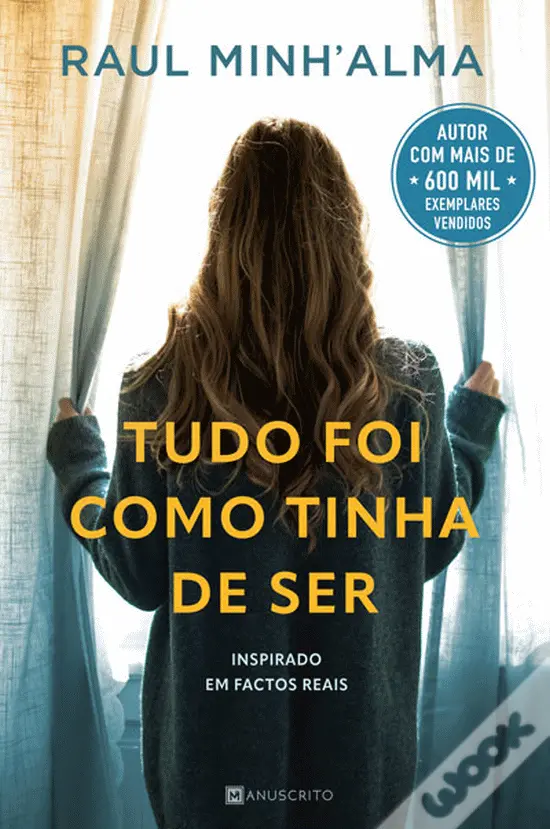 RAUL MINH'ALMA
AUTOR
COM MAIS DE
600 MIL
EXEMPLARES
VENDIDOS
TUDO FOI
COMO TINHA
DE SER
INSPIRADO
EM FACTOS REAIS
MANUSCRITO
wook